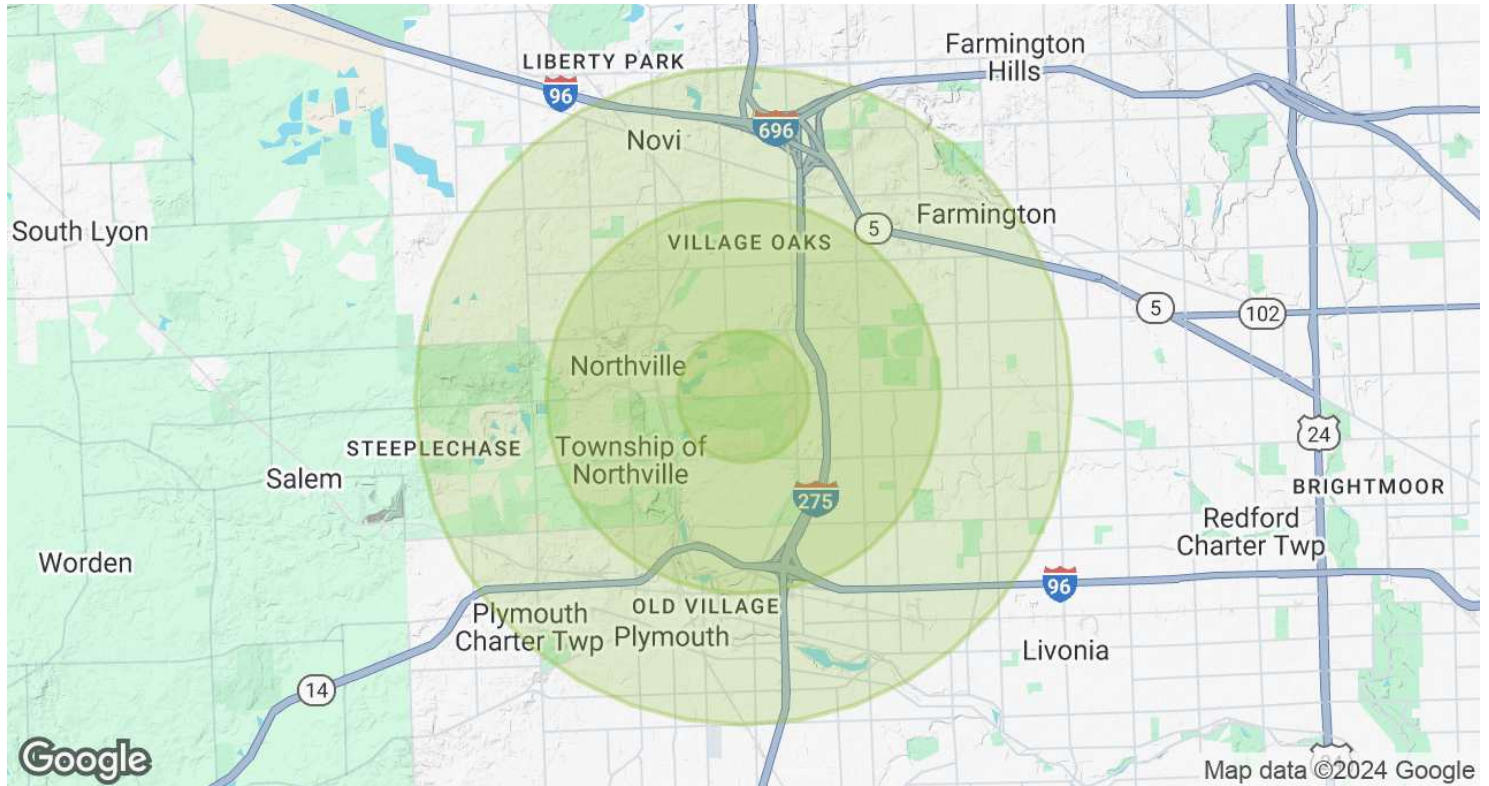 Farmington
Hills
LIBERTY PARK
96
696
Novi
South Lyon
Farmington
5
VILLAGE OAKS
5
102
Northville
24
STEEPLECHASE
Township of
Northville
Salem
275
BRIGHTMOOR
Redford
Charter Twp
Worden
96
OLD VILLAGE
Plymouth
Charter Twp
Plymouth
Livonia
14
24
Google
Map data ©2024 Google